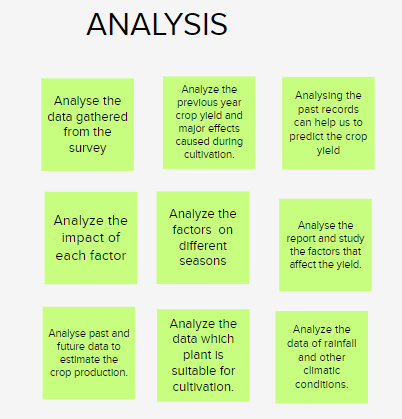 ANALYSIS
Analyse the
data gathered
from the
survey
Analyze the
previous year
crop yield and
major effects
caused during
cultivation.
Analysing the
past records
can help us to
predict the crop
yield
Analyze the
impact of
each factor
Analyze the
factors on
different
seasons
Analyse the
report and study
the factors that
affect the yield.
Analyse past and
future data to
estimate the
crop production.
Analyze the
data which
plant is
suitable for
cultivation.
Analyze the
data of rainfall
and other
climatic
conditions.